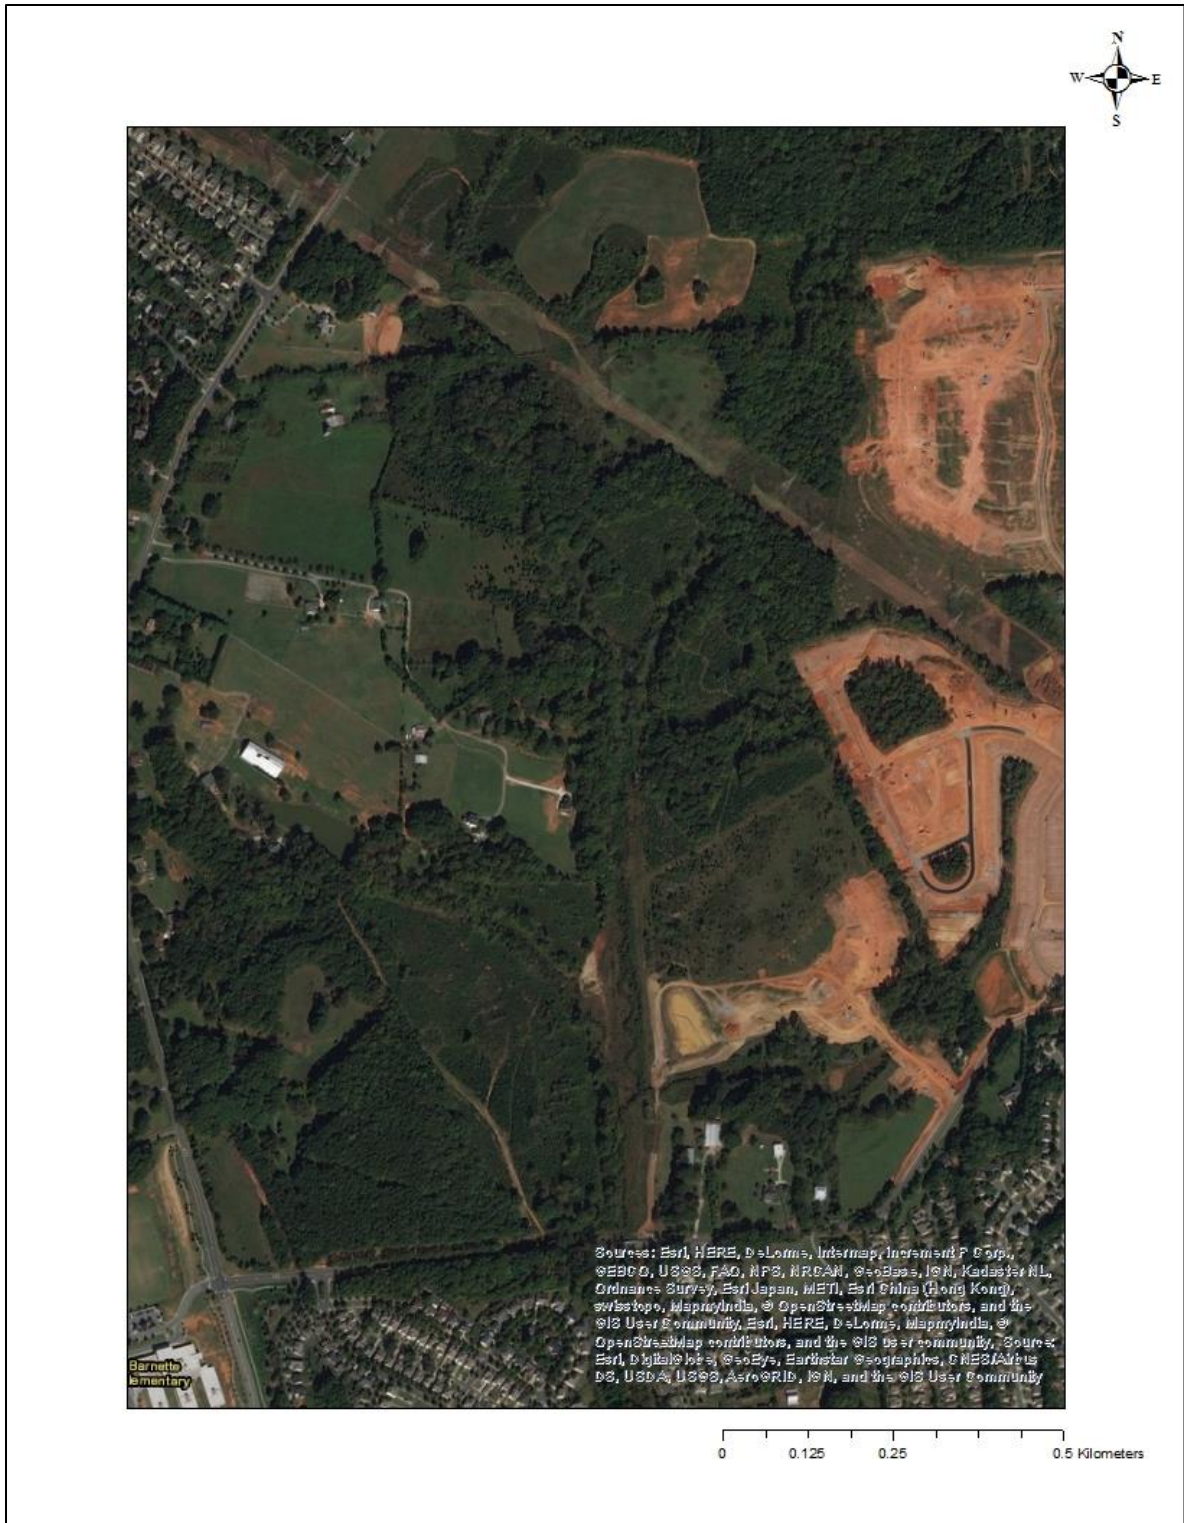 N
W E
S
Sources: Esri, HERE, DeLorme, Intermap, increment P Corp.,
GEBCO, USGS, FAO, NPS, NRCAN, GeoBase, IGN, Kadaster NL,
Ordnance Survey, Esri Japan, METI, Esri China (Hong Kong),
swisstopo, MapmyIndia, © OpenStreetMap contributors, and the
GIS User Community, Esri, HERE, DeLorme, MapmyIndia, ©
OpenStreetMap contributors, and the GIS user community, Source:
Esri, DigitalGlobe, GeoEye, Earthstar Geographics, CNES/Airbus
DS, USDA, USGS, AeroGRID, IGN, and the GIS User Community
Barnette
lementary
0 0.125 0.25 0.5 Kilometers